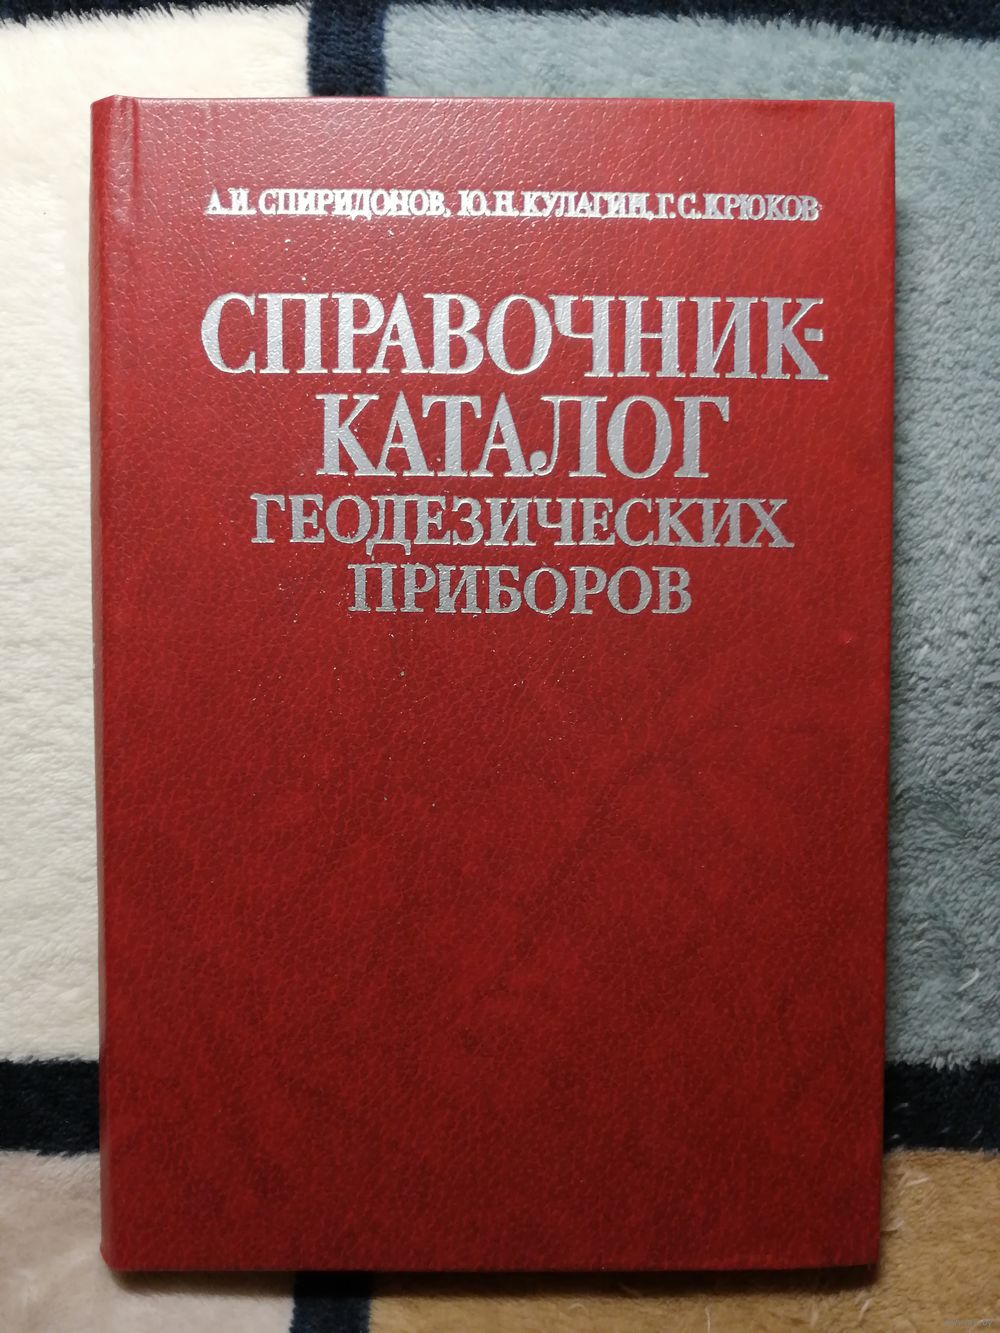 А.И. СПИРИДОНОВ, Ю.Н. КУЛАГИН, Г.С. КРЮКОВ
СПРАВОЧНИК-
КАТАЛОГ
ГЕОДЕЗИЧЕСКИХ
ПРИБОРОВ